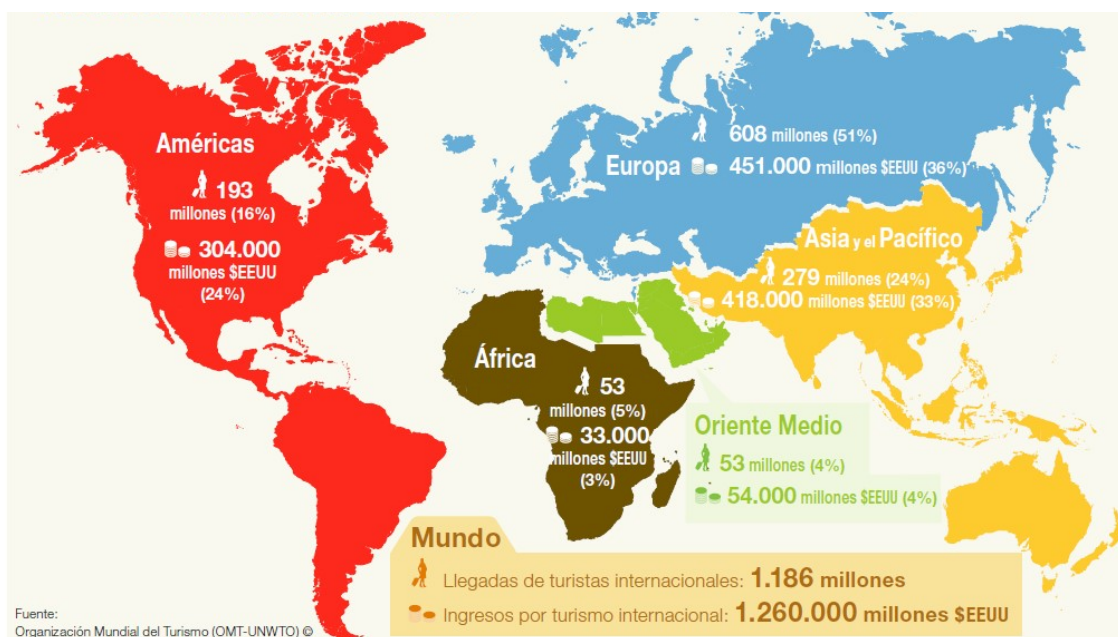 Américas
193
millones (16%)
304.000
millones $EEUU
(24%)
608 millones (51%)
Europa
451.000 millones $EEUU (36%)
Asia y el Pacífico
279 millones (24%)
418.000 millones $EEUU (33%)
África
53
millones (5%)
33.000
millones $EEUU
(3%)
Oriente Medio
53 millones (4%)
54.000 millones $EEUU (4%)
Mundo
Llegadas de turistas internacionales: 1.186 millones
Ingresos por turismo internacional: 1.260.000 millones $EEUU
Fuente:
Organización Mundial del Turismo (OMT-UNWTO) ©